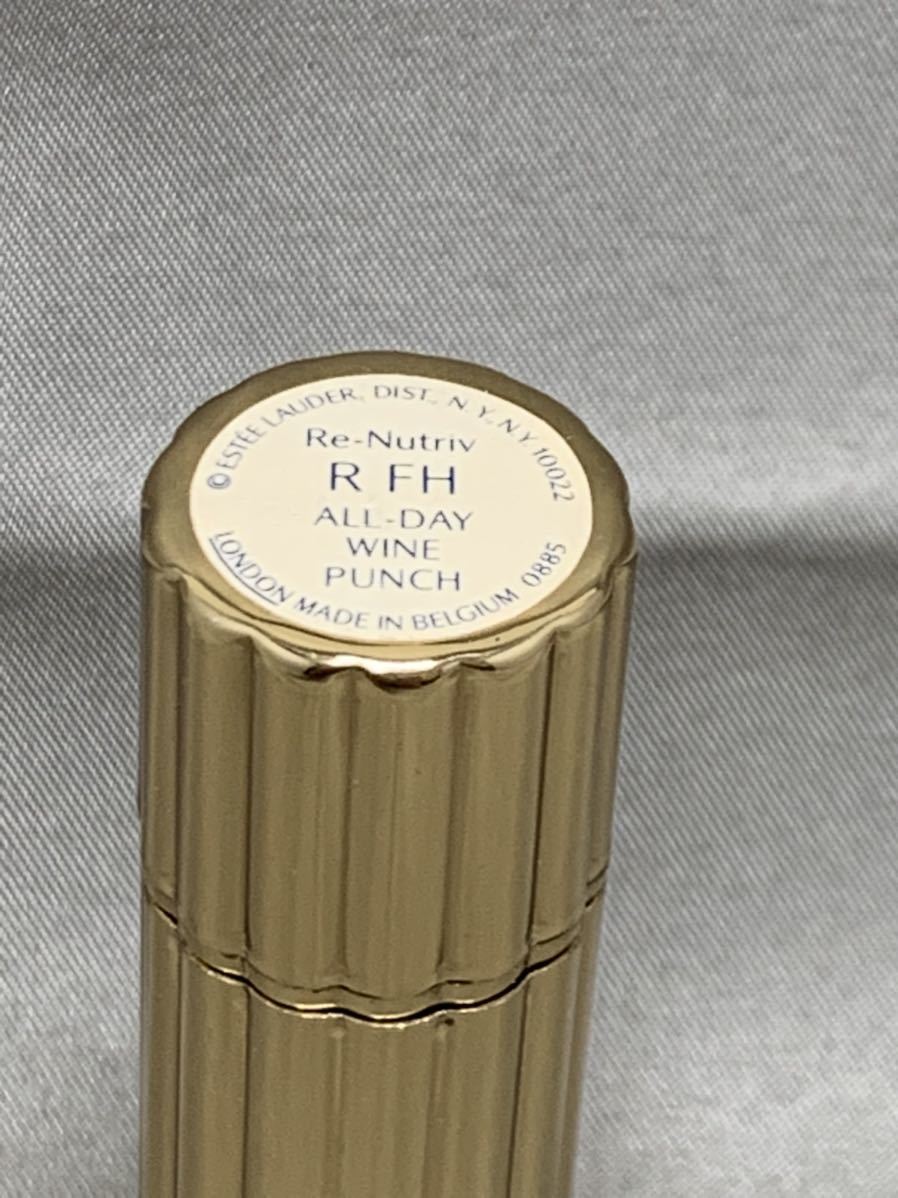 © ESTÉE LAUDER, DIST., N.Y., N.Y. 10022
Re-Nutriv
R FH
ALL-DAY
WINE
PUNCH
LONDON MADE IN BELGIUM 0885